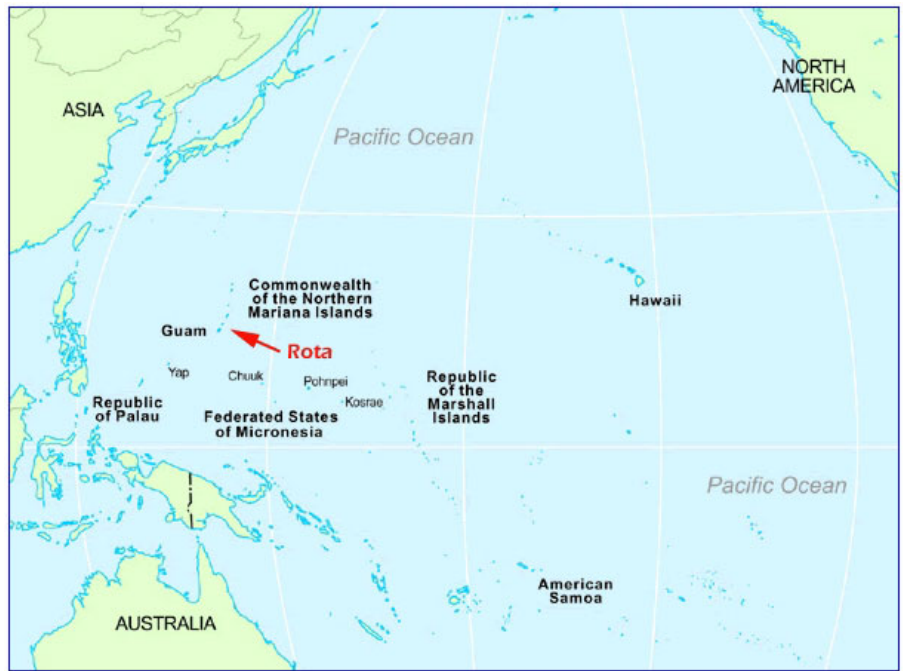 NORTH
AMERICA
ASIA
Pacific Ocean
Commonwealth
of the Northern
Mariana Islands
Hawaii
Guam
Rota
Yap
Chuuk
Pohnpei
Kosrae
Republic
of the
Marshall
Islands
Republic
of Palau
Federated States
of Micronesia
Pacific Ocean
American
Samoa
AUSTRALIA